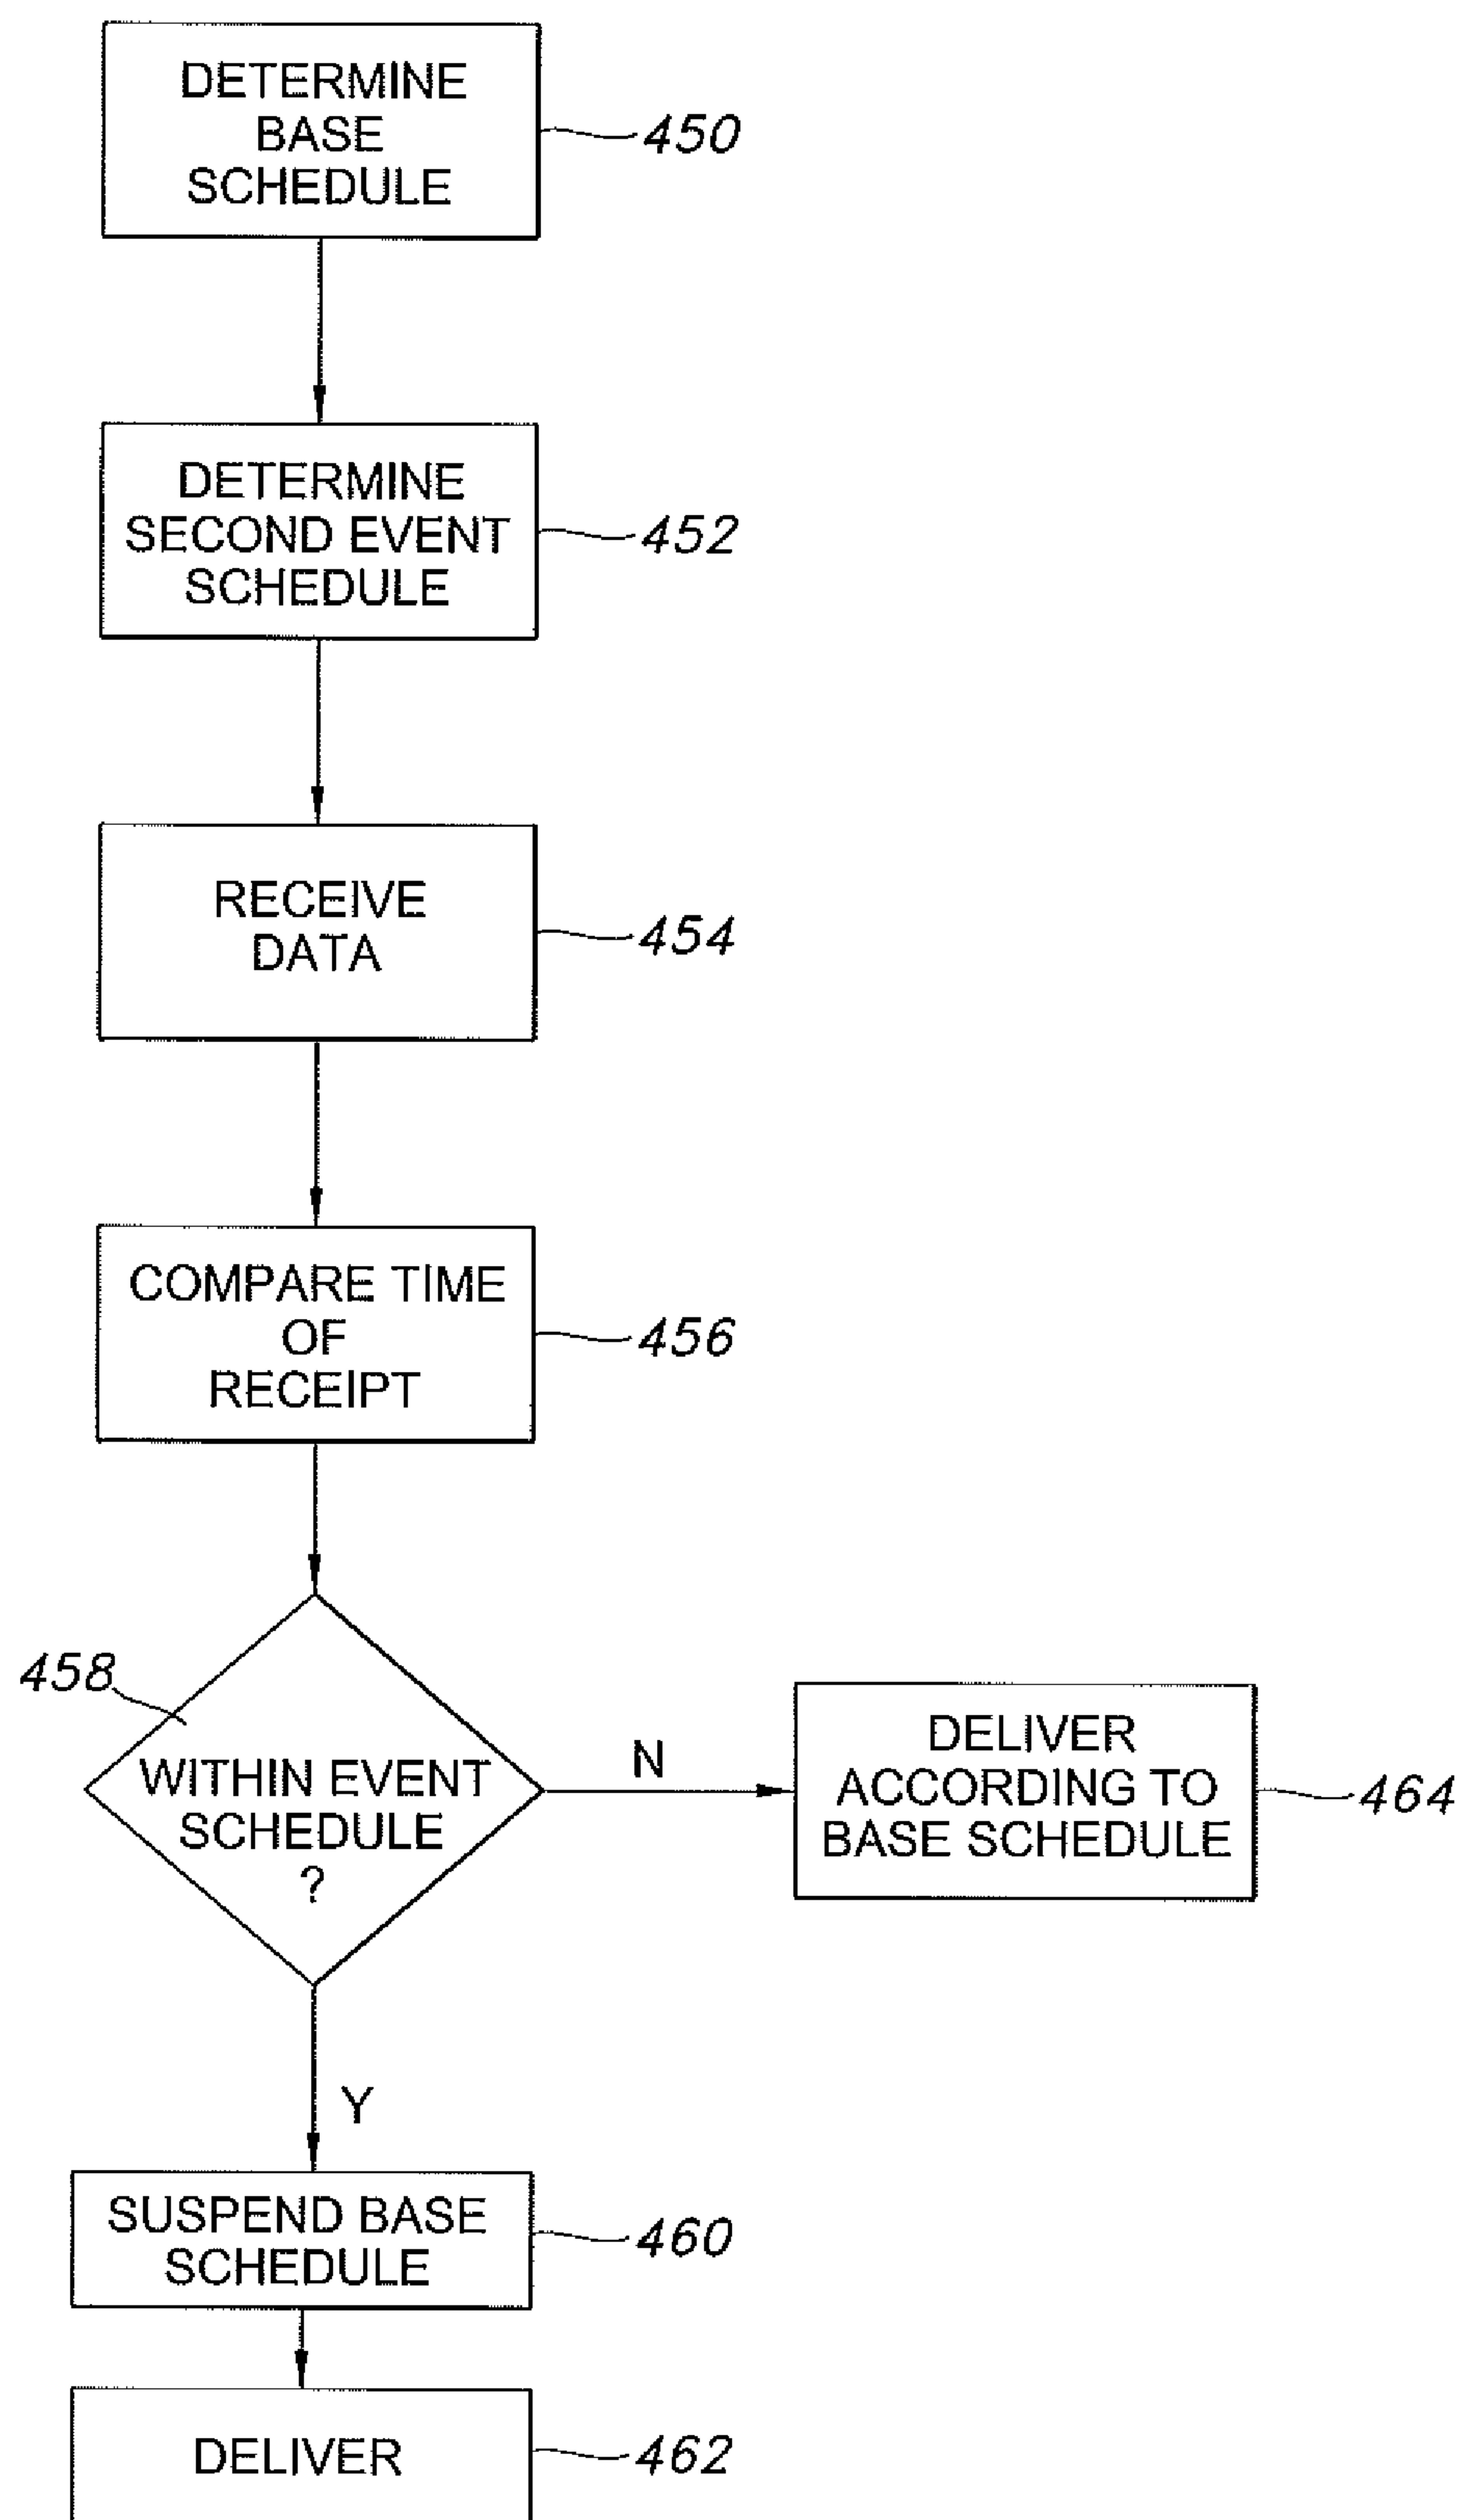 DETERMINE
BASE
SCHEDULE
450
DETERMINE
SECOND EVENT
SCHEDULE
452
RECEIVE
DATA
454
COMPARE TIME
OF
RECEIPT
456
458
WITHIN EVENT
SCHEDULE
?
N
DELIVER
ACCORDING TO
BASE SCHEDULE
464
Y
SUSPEND BASE
SCHEDULE
460
DELIVER
462